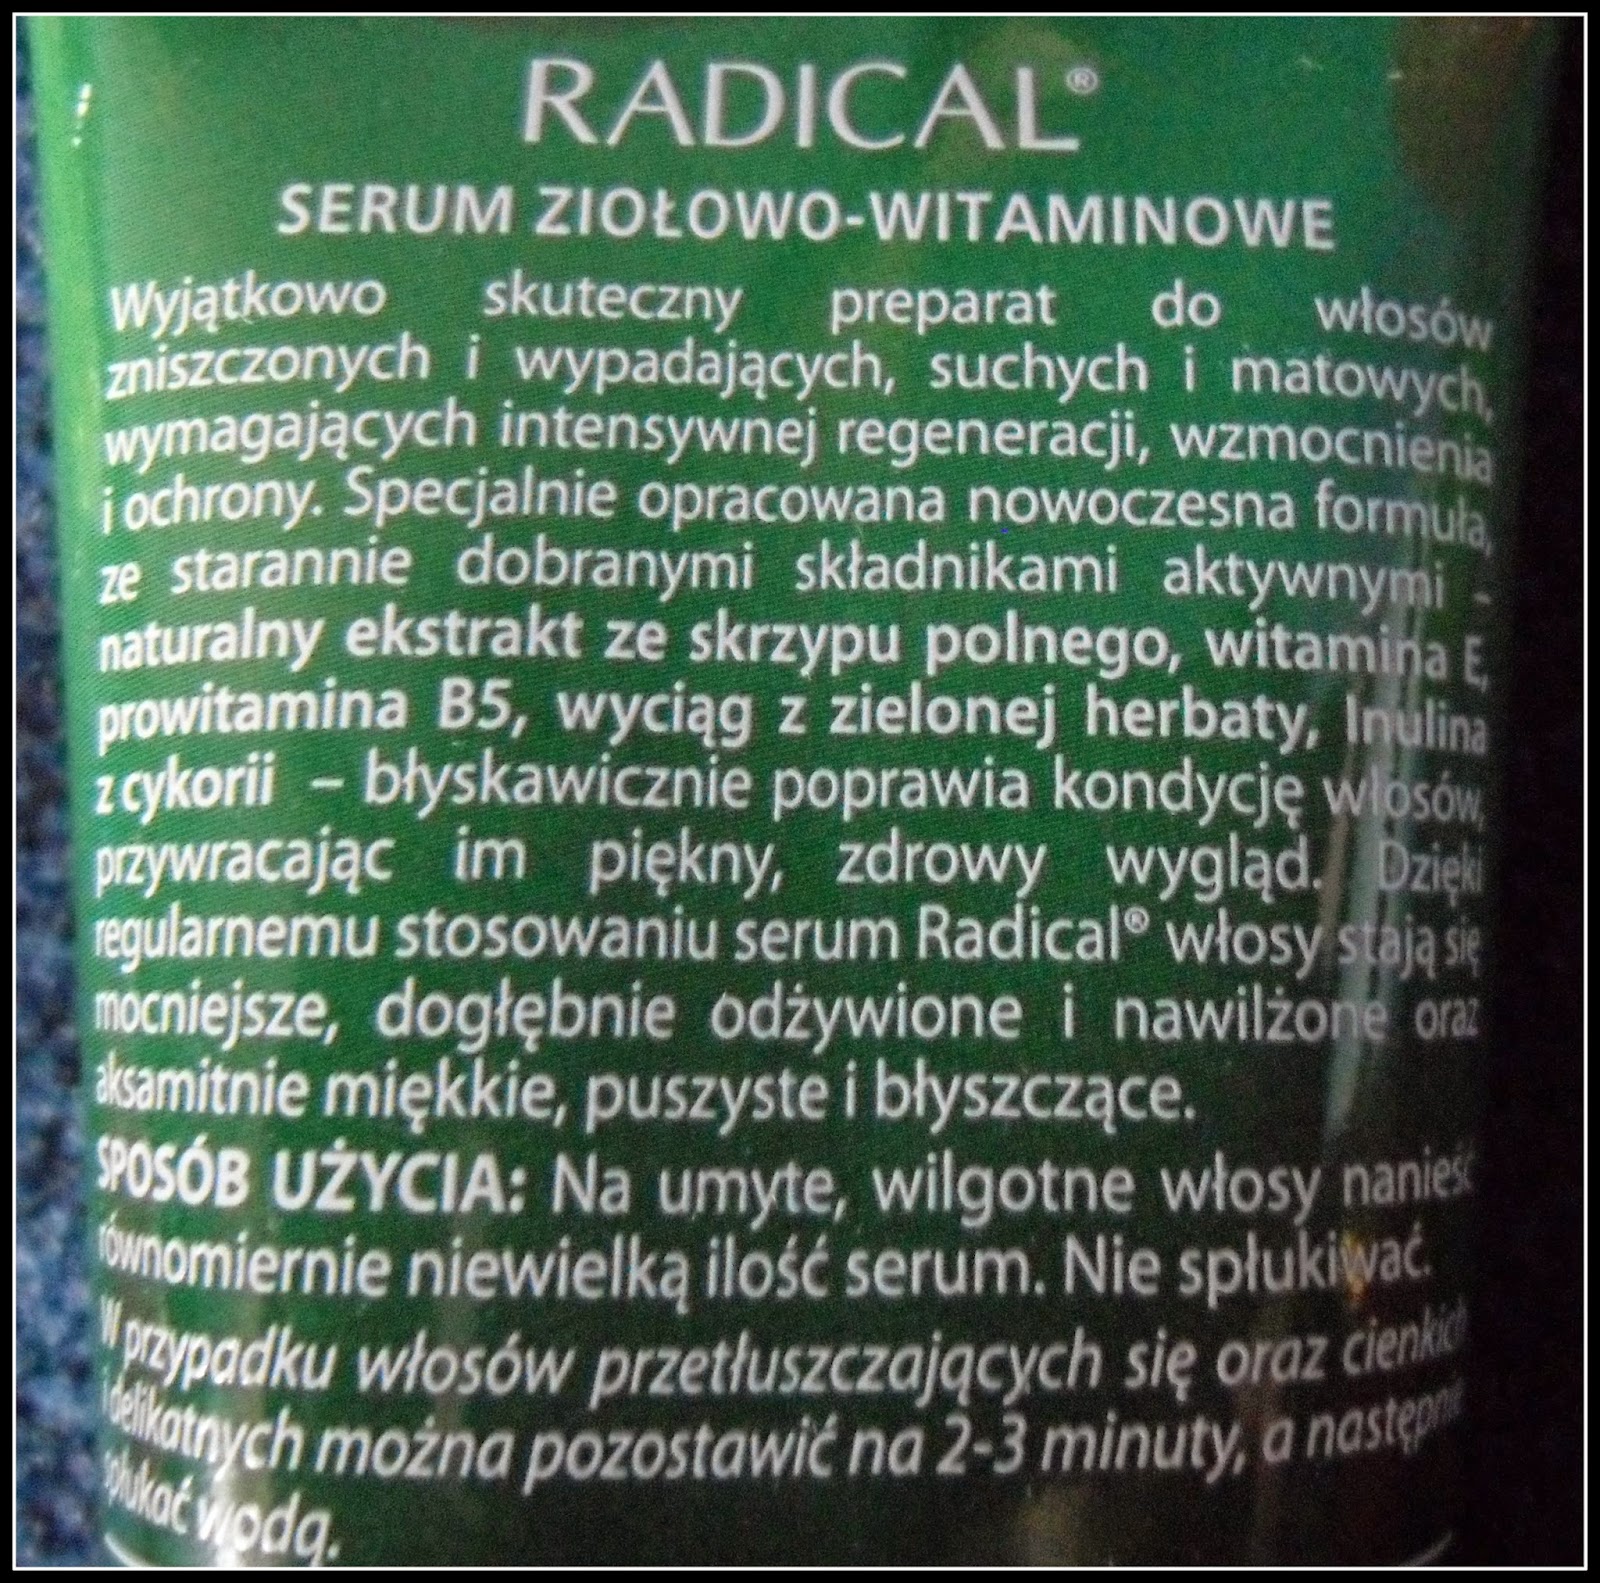 RADICAL®
SERUM ZIOŁOWO-WITAMINOWE
Wyjątkowo skuteczny preparat do włosów
zniszczonych i wypadających, suchych i matowych,
wymagających intensywnej regeneracji, wzmocnienia
i ochrony. Specjalnie opracowana nowoczesna formuła,
ze starannie dobranymi składnikami aktywnymi -
naturalny ekstrakt ze skrzypu polnego, witamina E,
prowitamina B5, wyciąg z zielonej herbaty, Inulina
z cykorii – błyskawicznie poprawia kondycję włosów,
przywracając im piękny, zdrowy wygląd. Dzięki
regularnemu stosowaniu serum Radical® włosy stają się
mocniejsze, dogłębnie odżywione i nawilżone oraz
aksamitnie miękkie, puszyste i błyszczące.
SPOSÓB UŻYCIA: Na umyte, wilgotne włosy nanieść
równomiernie niewielką ilość serum. Nie spłukiwać.
W przypadku włosów przetłuszczających się oraz cienkich
i delikatnych można pozostawić na 2-3 minuty, a następnie
spłukać wodą.